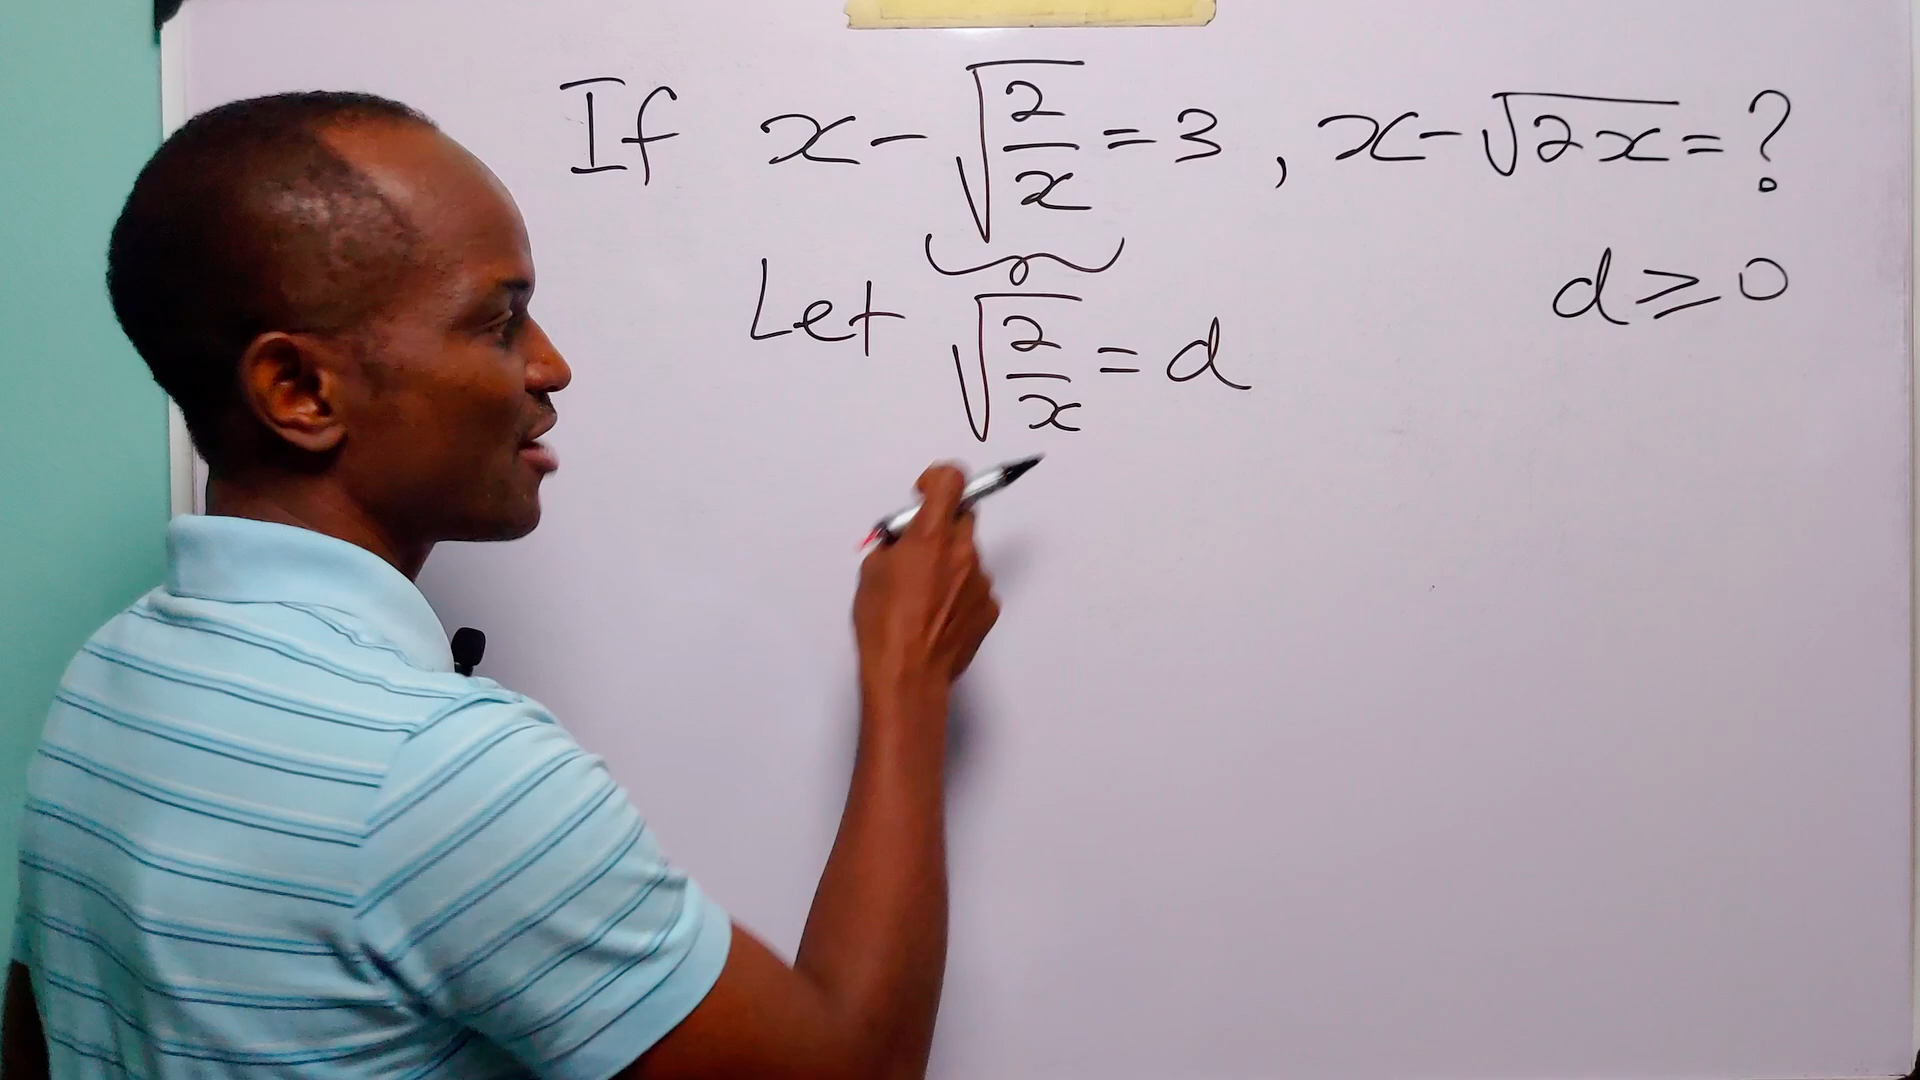 If x - √(2/x) = 3 , x - √2x = ?
d ≥ 0
Let √(2/x) = d